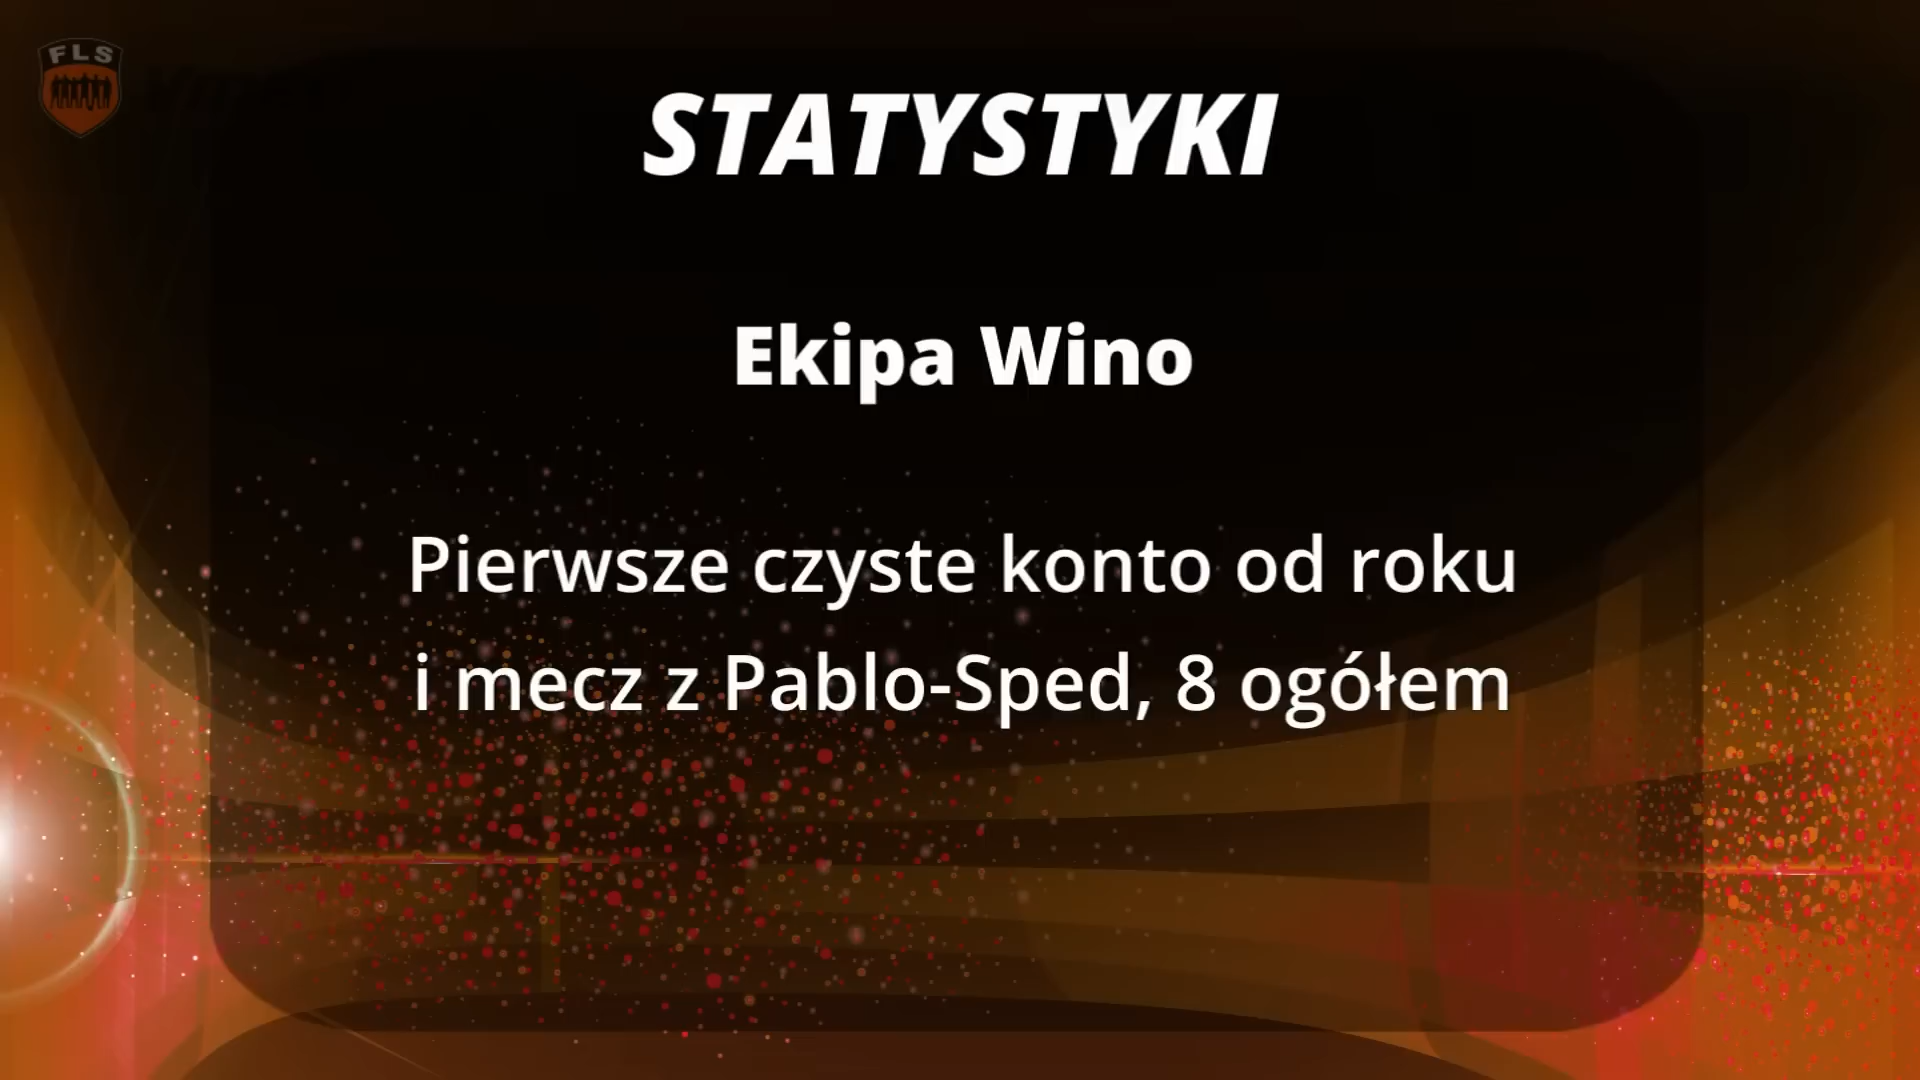 FLS
STATYSTYKI
Ekipa Wino
Pierwsze czyste konto od roku
i mecz z Pablo-Sped, 8 ogółem